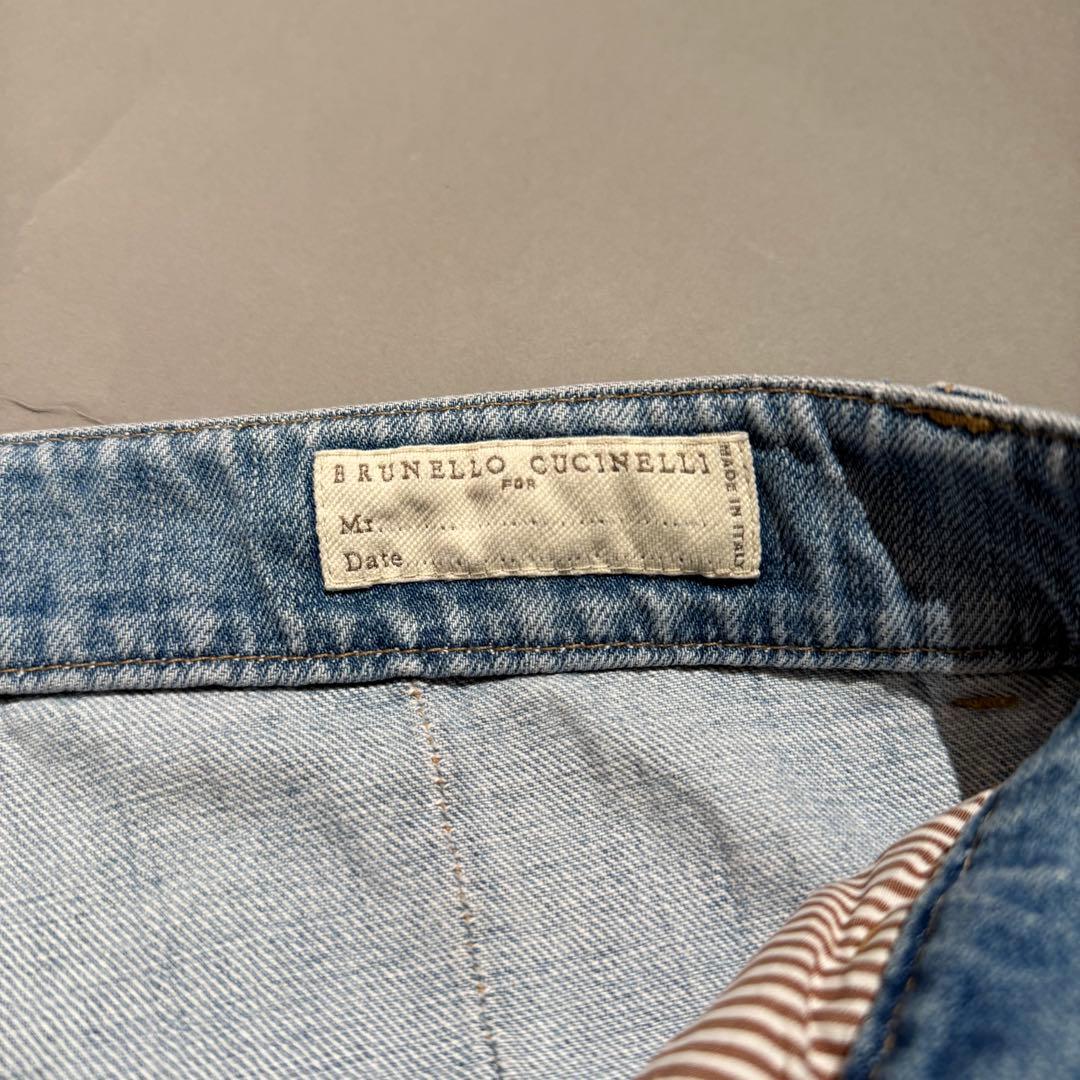 BRUNELLO CUCINELLI
FOR
Mr..............................
Date..............................
MADE IN ITALY